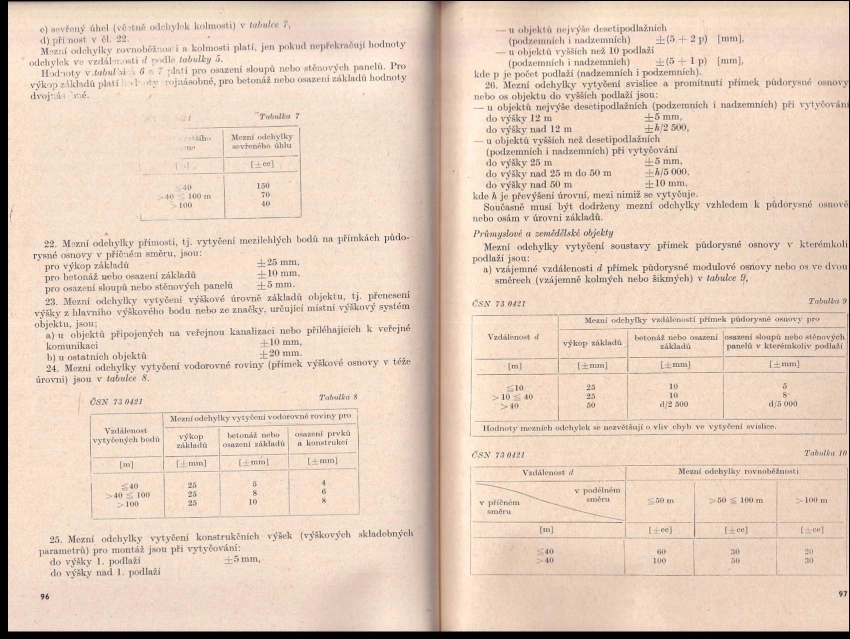 c) sevřený úhel (včetně odchylek kolmosti) v tabulce 7,
d) přímost v čl. 22.
Mezní odchylky rovnoběžnosti a kolmosti platí, jen pokud nepřekračují hodnoty
odchylek ve vzdálenosti d podle tabulky 5.
Hodnoty v tabulkách 6 a 7 platí pro osazení sloupů nebo stěnových panelů. Pro
výkop základů platí hodnoty trojnásobné, pro betonáž nebo osazení základů hodnoty
dvojnásobné.
Tabulka 7
Mezní odchylky
sevřeného úhlu
[±cc]
≦40 150
>40 ≦ 100 m 70
>100 40
22. Mezní odchylky přímosti, tj. vytyčení mezilehlých bodů na přímkách půdo-
rysné osnovy v příčném směru, jsou:
pro výkop základů ±25 mm,
pro betonáž nebo osazení základů ±10 mm,
pro osazení sloupů nebo stěnových panelů ±5 mm.
23. Mezní odchylky vytyčení výškové úrovně základů objektu, tj. přenesení
výšky z hlavního výškového bodu nebo ze značky, určující místní výškový systém
objektu, jsou;
a) u objektů připojených na veřejnou kanalizaci nebo přiléhajících k veřejné
komunikaci ±10 mm,
b) u ostatních objektů ±20 mm.
24. Mezní odchylky vytyčení vodorovné roviny (přímek výškové osnovy v téže
úrovni) jsou v tabulce 8.
ČSN 73 0421 Tabulka 8
Mezní odchylky vytyčení vodorovné roviny pro
Vzdálenost
vytyčených bodů
výkop
základů
betonáž nebo
osazení základů
osazení prvků
a konstrukcí
[m] [±mm] [±mm] [±mm]
≦40 25 5 4
>40 ≦ 100 25 8 6
>100 25 10 8
25. Mezní odchylky vytyčení konstrukčních výšek (výškových skladebných
parametrů) pro montáž jsou při vytyčování:
do výšky 1. podlaží ±5 mm,
do výšky nad 1. podlaží
96
— u objektů nejvýše desetipodlažních
(podzemních i nadzemních) ±(5 + 2 p) [mm],
— u objektů vyšších než 10 podlaží
(podzemních i nadzemních) ±(5 + 1 p) [mm],
kde p je počet podlaží (nadzemních i podzemních).
26. Mezní odchylky vytyčení svislice a promítnutí přímek půdorysné osnovy
nebo os objektu do vyšších podlaží jsou:
— u objektů nejvýše desetipodlažních (podzemních i nadzemních) při vytyčování
do výšky 12 m ±5 mm,
do výšky nad 12 m ±h/2 500,
— u objektů vyšších než desetipodlažních
(podzemních i nadzemních) při vytyčování
do výšky 25 m ±5 mm,
do výšky nad 25 m do 50 m ±h/5 000,
do výšky nad 50 m ±10 mm,
kde h je převýšení úrovní, mezi nimiž se vytyčuje.
Současně musí být dodrženy mezní odchylky vzhledem k půdorysné osnově
nebo osám v úrovni základů.
Průmyslové a zemědělské objekty
Mezní odchylky vytyčení soustavy přímek půdorysné osnovy v kterémkoli
podlaží jsou:
a) vzájemné vzdálenosti d přímek půdorysné modulové osnovy nebo os ve dvou
směrech (vzájemně kolmých nebo šikmých) v tabulce 9,
ČSN 73 0421 Tabulka 9
Mezní odchylky vzdáleností přímek půdorysné osnovy pro
Vzdálenost d
výkop základů
betonáž nebo osazení
základů
osazení sloupů nebo stěnových
panelů v kterémkoliv podlaží
[m] [±mm] [±mm] [±mm]
≦10 25 10 5
>10 ≦ 40 25 10 8
>40 50 d/2 500 d/5 000
Hodnoty mezních odchylek se nezvětšují o vliv chyb ve vytyčení svislice.
ČSN 73 0421 Tabulka 10
Vzdálenost d Mezní odchylky rovnoběžnosti
v podélném
směru
v příčném
směru
≦50 m >50 ≦ 100 m >100 m
[m] [±cc] [±cc] [±cc]
≦40 60 30 20
>40 100 50 30
97